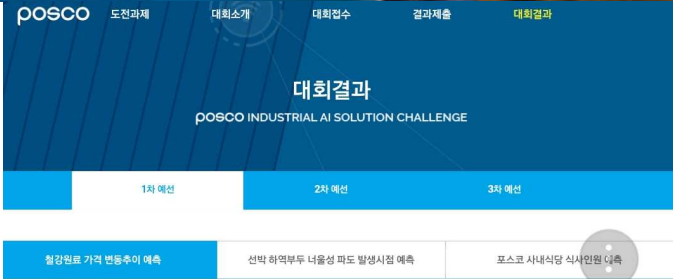 posco 도전과제 대회소개 대회접수 결과제출 대회결과
대회결과
posco INDUSTRIAL AI SOLUTION CHALLENGE
1차 예선 2차 예선 3차 예선
철강원료 가격 변동추이 예측 선박 하역부두 너울성 파도 발생시점 예측 포스코 사내식당 식사인원 예측